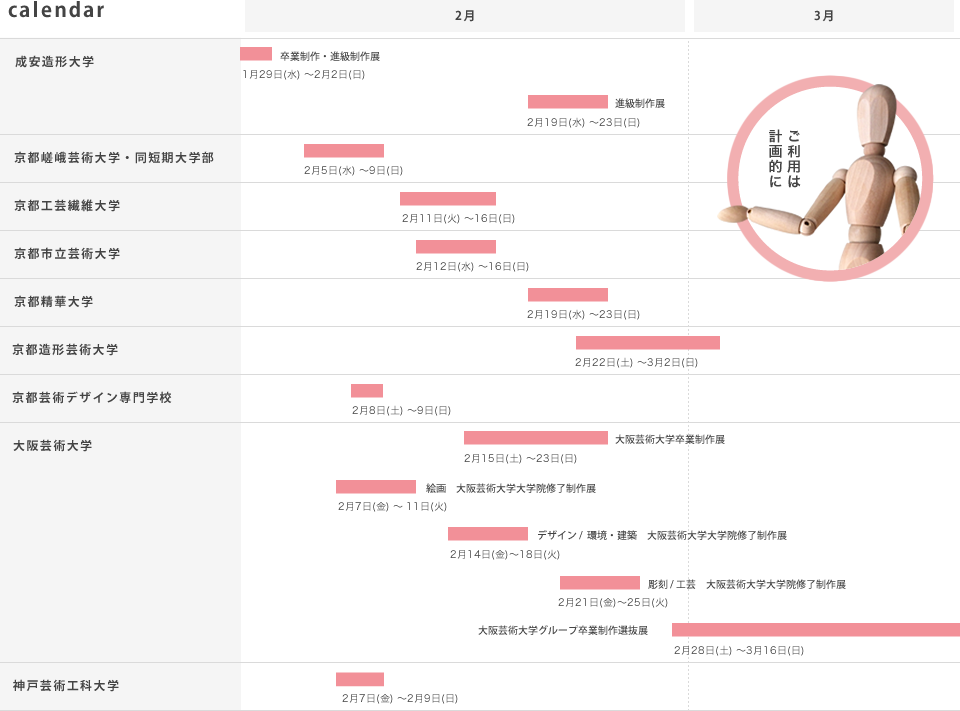 calendar
2月
3月
成安造形大学
卒業制作・進級制作展
1月29日(水) 〜2月2日(日)
進級制作展
2月19日(水) 〜23日(日)
ご利用は
計画的に
京都嵯峨芸術大学・同短期大学部
2月5日(水) 〜9日(日)
京都工芸繊維大学
2月11日(火) 〜16日(日)
京都市立芸術大学
2月12日(水) 〜16日(日)
京都精華大学
2月19日(水) 〜23日(日)
京都造形芸術大学
2月22日(土) 〜3月2日(日)
京都芸術デザイン専門学校
2月8日(土) 〜9日(日)
大阪芸術大学
大阪芸術大学卒業制作展
2月15日(土) 〜23日(日)
絵画　大阪芸術大学大学院修了制作展
2月7日(金) 〜 11日(火)
デザイン / 環境・建築　大阪芸術大学大学院修了制作展
2月14日(金)〜18日(火)
彫刻 / 工芸　大阪芸術大学大学院修了制作展
2月21日(金)〜25日(火)
大阪芸術大学グループ卒業制作選抜展
2月28日(土) 〜3月16日(日)
神戸芸術工科大学
2月7日(金) 〜2月9日(日)